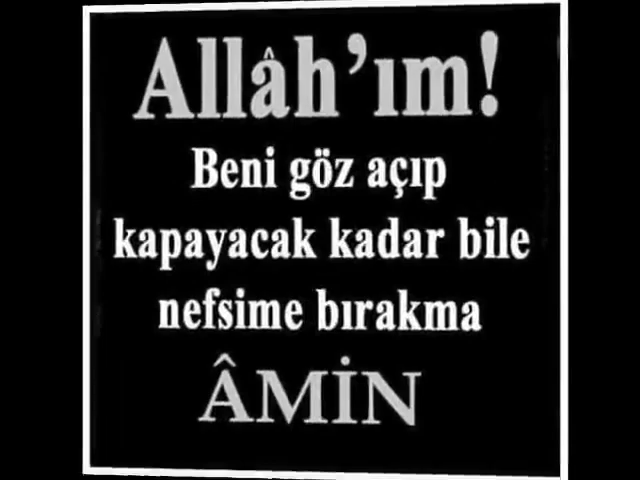 Allâh'ım!
Beni göz açıp
kapayacak kadar bile
nefsime bırakma
ÂMİN